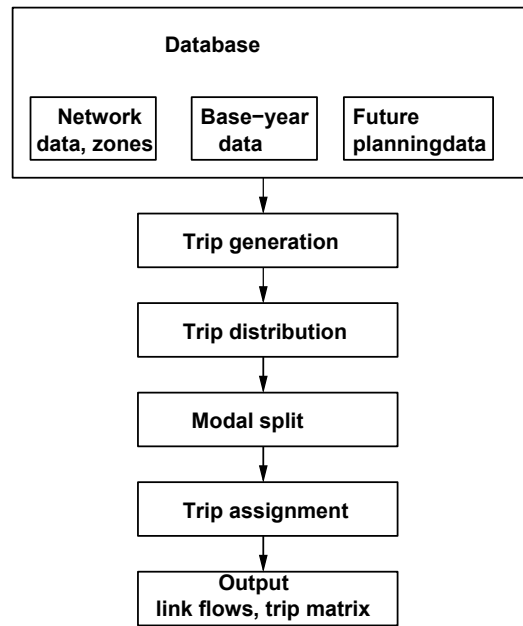 Database
Network
data, zones
Base−year
data
Future
planningdata
Trip generation
Trip distribution
Modal split
Trip assignment
Output
link flows, trip matrix